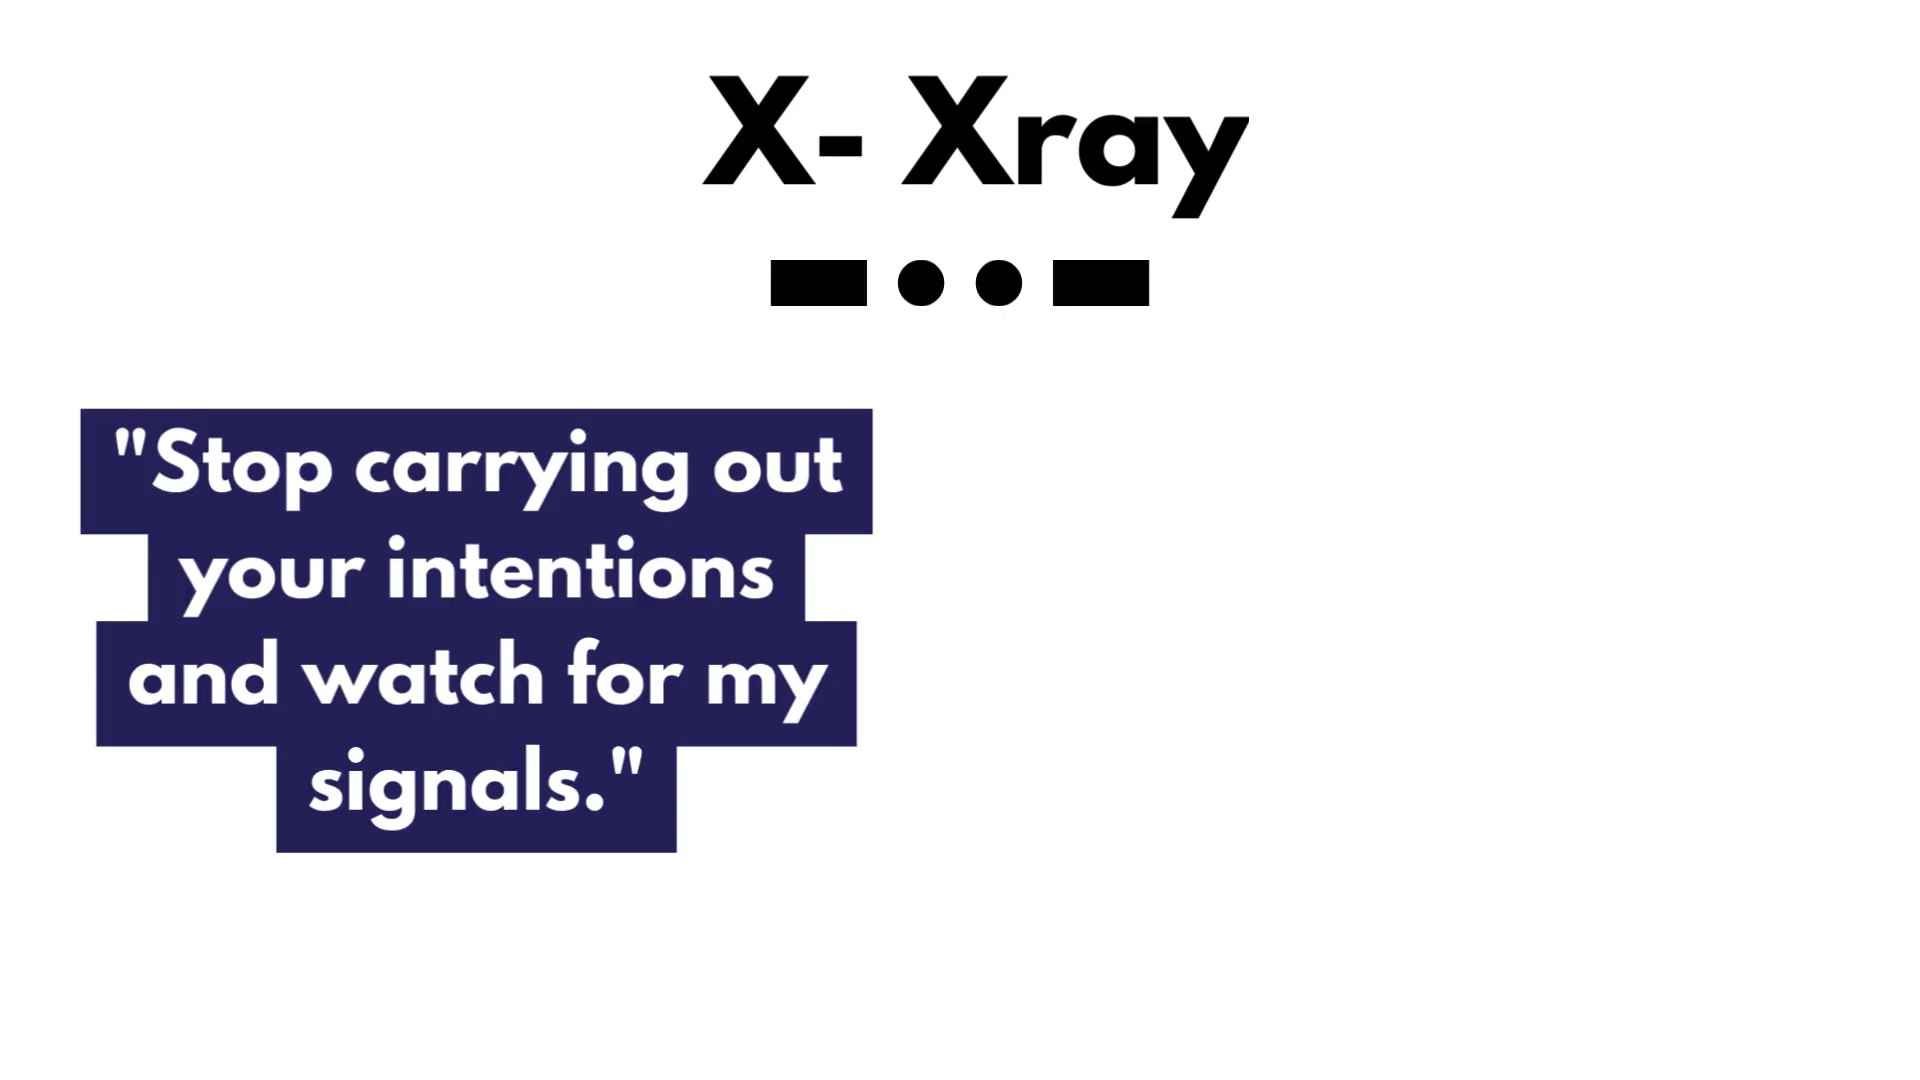 X- Xray
"Stop carrying out
your intentions
and watch for my
signals."